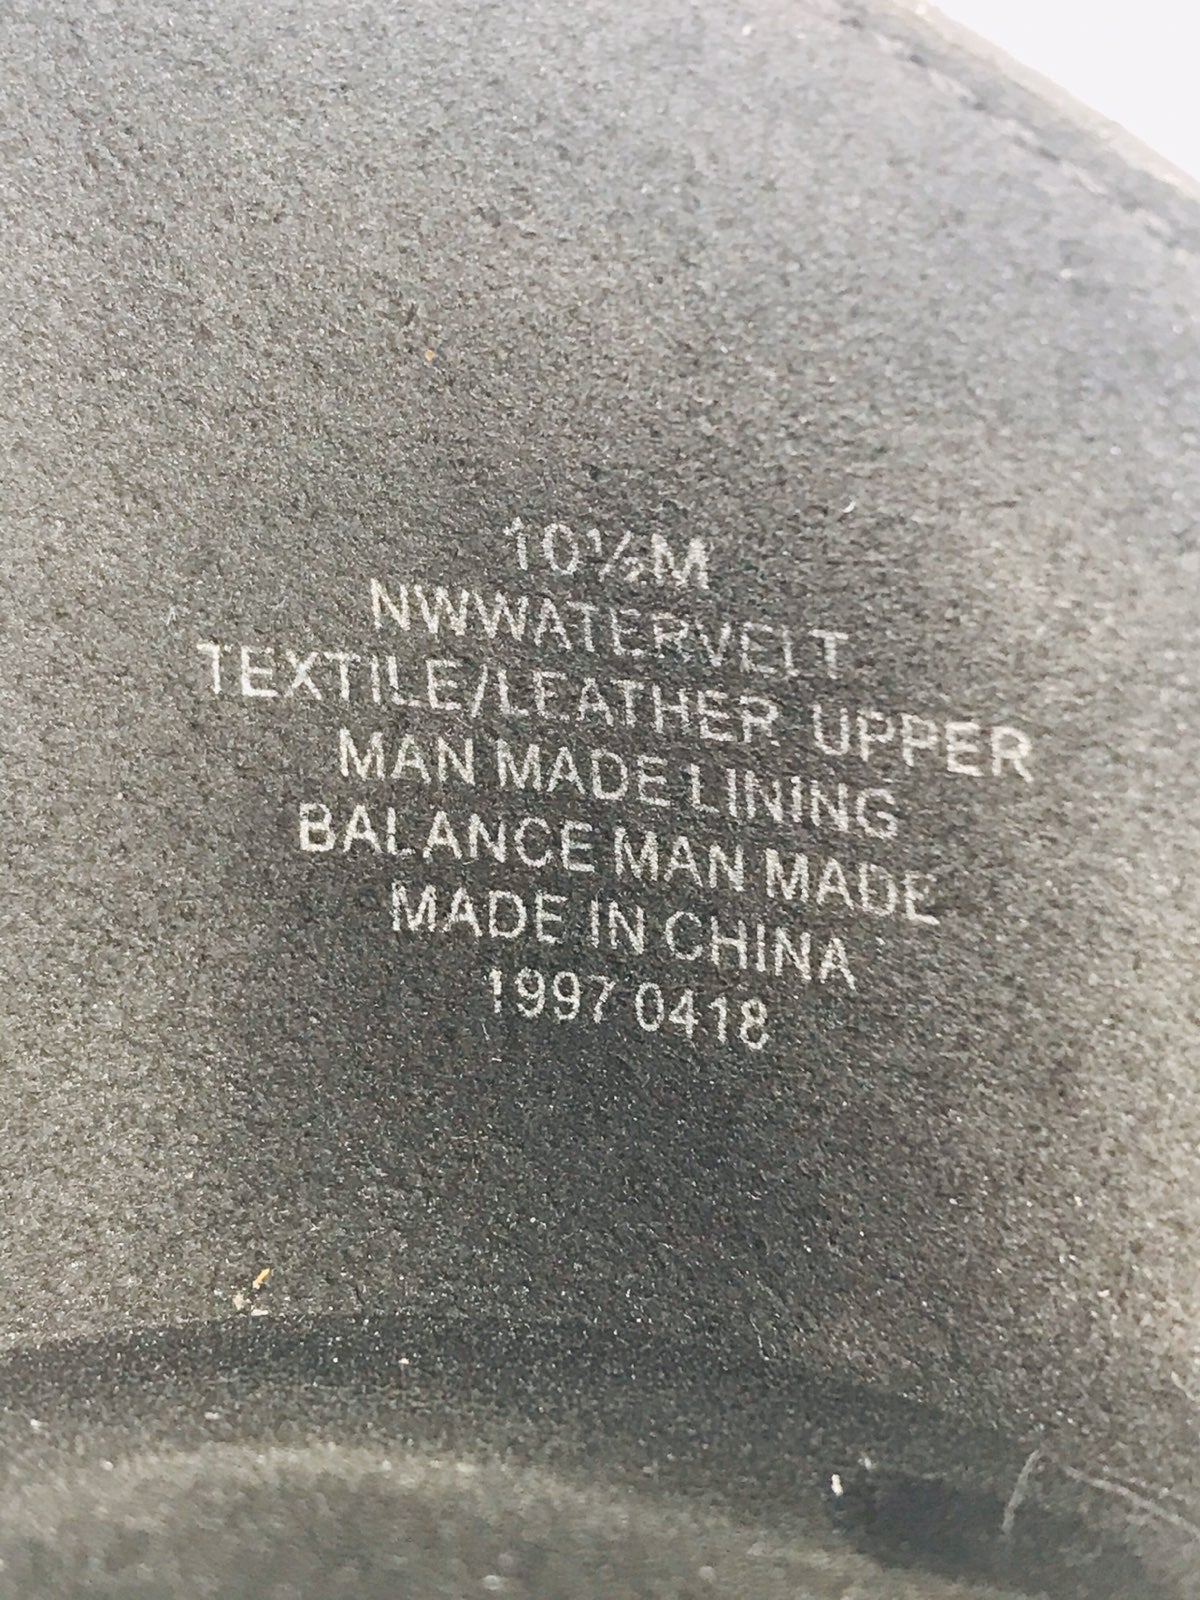 10½M
NWWATERVELT
TEXTILE/LEATHER UPPER
MAN MADE LINING
BALANCE MAN MADE
MADE IN CHINA
1997 0418